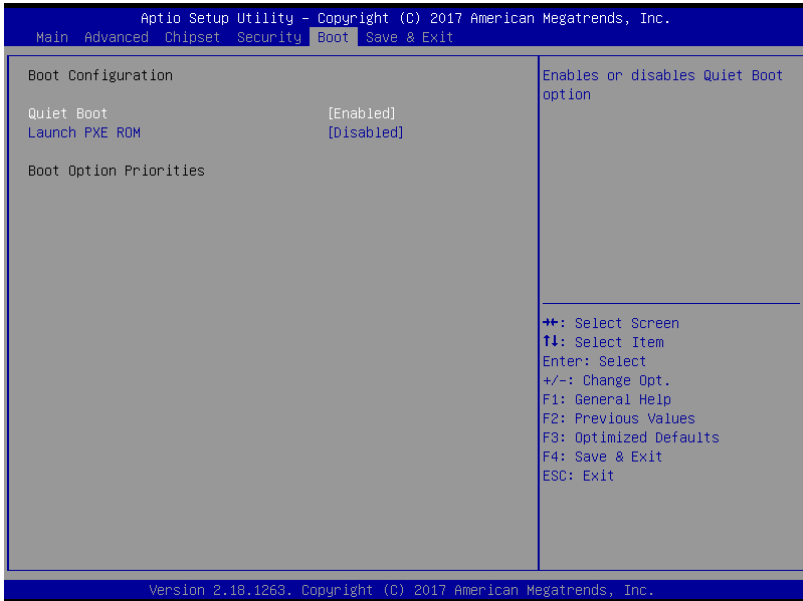 Aptio Setup Utility – Copyright (C) 2017 American Megatrends, Inc.
Main Advanced Chipset Security Boot Save & Exit
Boot Configuration
Quiet Boot [Enabled]
Launch PXE ROM [Disabled]
Boot Option Priorities
Enables or disables Quiet Boot
option
→←: Select Screen
↑↓: Select Item
Enter: Select
+/-: Change Opt.
F1: General Help
F2: Previous Values
F3: Optimized Defaults
F4: Save & Exit
ESC: Exit
Version 2.18.1263. Copyright (C) 2017 American Megatrends, Inc.